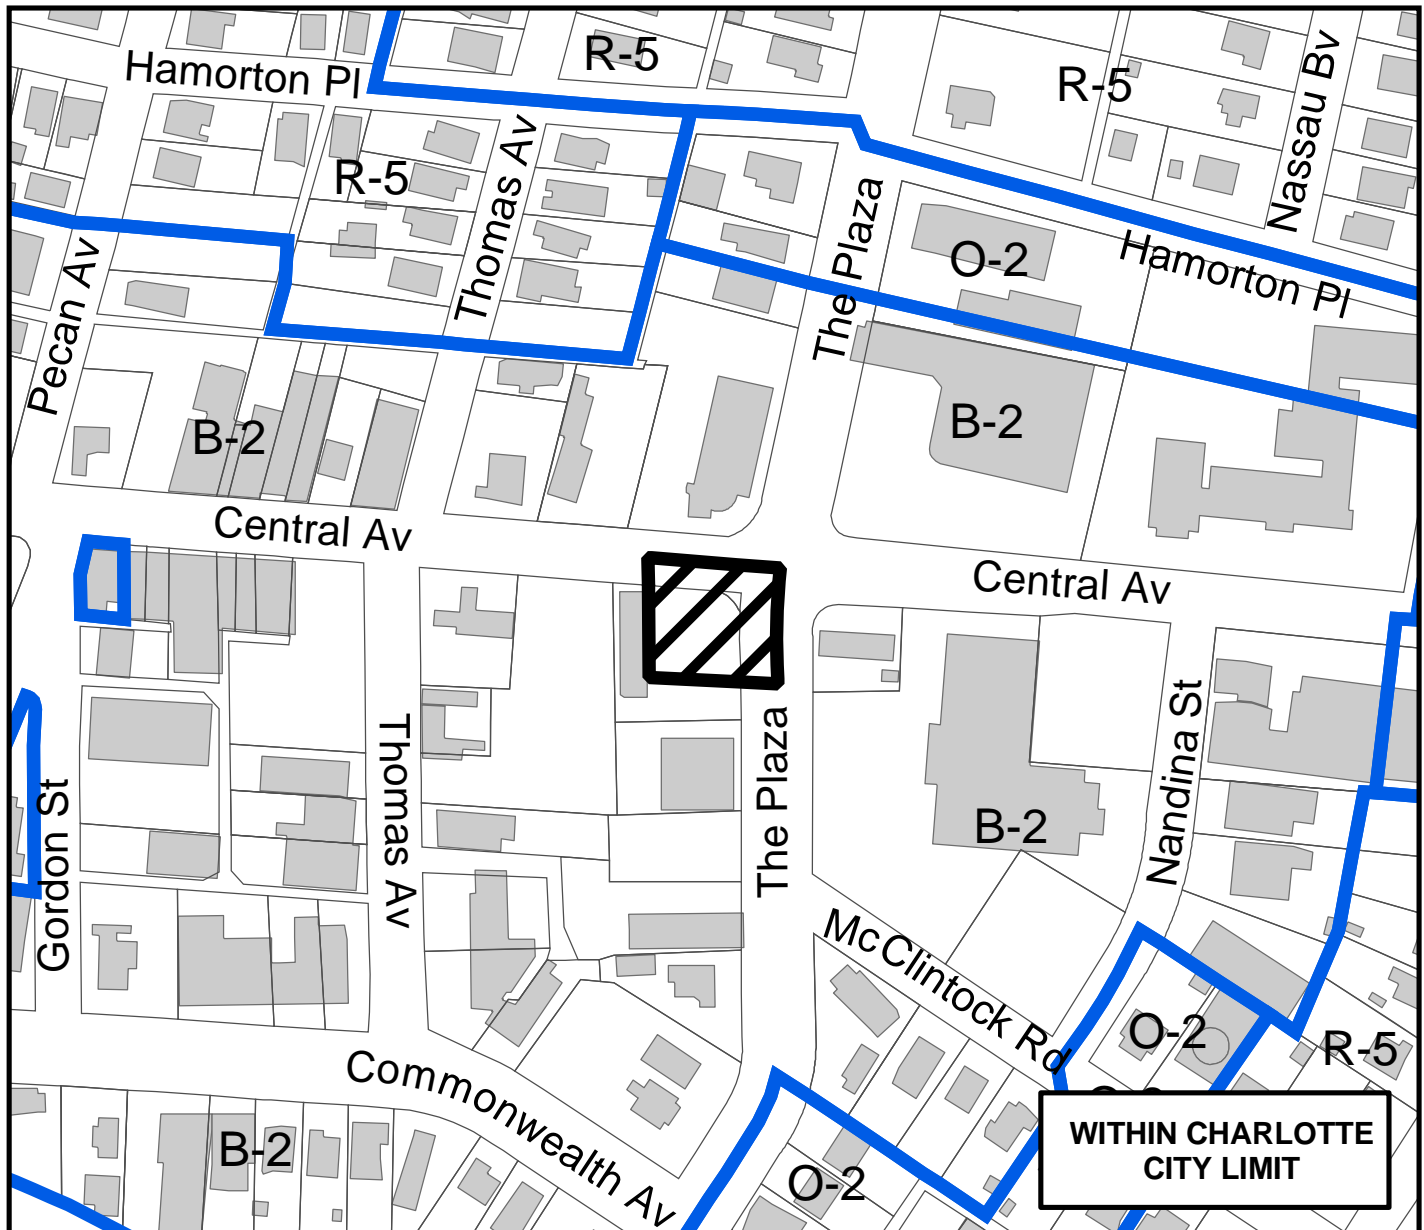 R-5
Hamorton Pl
R-5
Nassau Bv
R-5
Thomas Av
The Plaza
O-2
Hamorton Pl
Pecan Av
B-2
B-2
Central Av
Central Av
Thomas Av
The Plaza
Nandina St
Gordon St
B-2
McClintock Rd
O-2
R-5
Commonwealth Av
B-2
O-2
WITHIN CHARLOTTE
CITY LIMIT